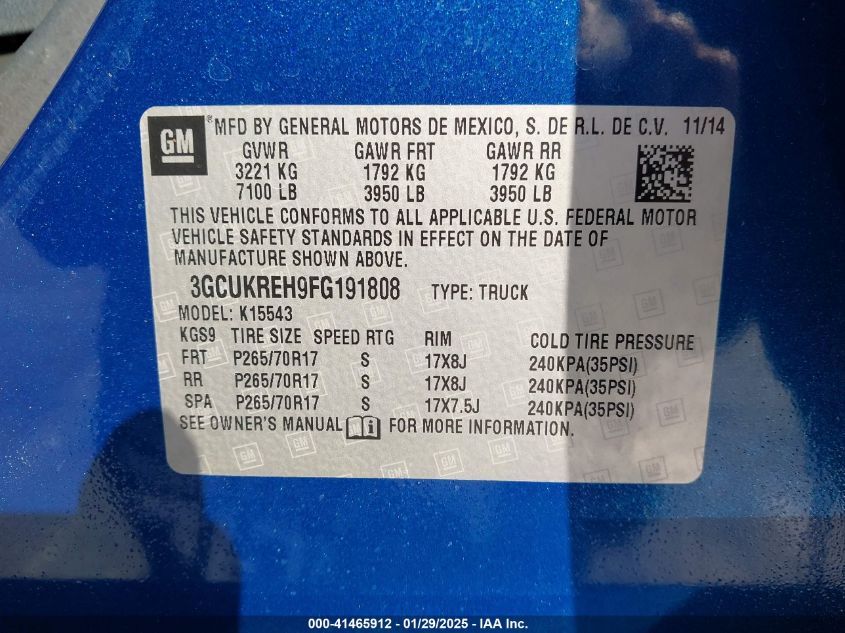 GM ® MFD BY GENERAL MOTORS DE MEXICO, S. DE R.L. DE C.V. 11/14
GVWR GAWR FRT GAWR RR
3221 KG 1792 KG 1792 KG
7100 LB 3950 LB 3950 LB
THIS VEHICLE CONFORMS TO ALL APPLICABLE U.S. FEDERAL MOTOR
VEHICLE SAFETY STANDARDS IN EFFECT ON THE DATE OF
MANUFACTURE SHOWN ABOVE.
3GCUKREH9FG191808 TYPE: TRUCK
MODEL: K15543
KGS9 TIRE SIZE SPEED RTG RIM COLD TIRE PRESSURE
FRT P265/70R17 S 17X8J 240KPA(35PSI)
RR P265/70R17 S 17X8J 240KPA(35PSI)
SPA P265/70R17 S 17X7.5J 240KPA(35PSI)
SEE OWNER'S MANUAL i FOR MORE INFORMATION.
000-41465912 / 01/29/2025 - IAA Inc.